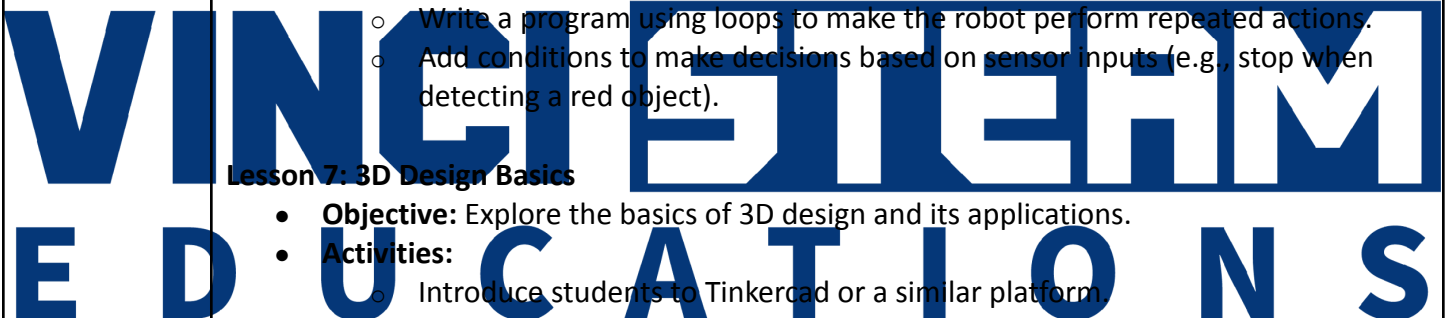 VINCI STEAM
EDUCATIONS
○ Write a program using loops to make the robot perform repeated actions.
○ Add conditions to make decisions based on sensor inputs (e.g., stop when
detecting a red object).
Lesson 7: 3D Design Basics
● Objective: Explore the basics of 3D design and its applications.
● Activities:
○ Introduce students to Tinkercad or a similar platform.